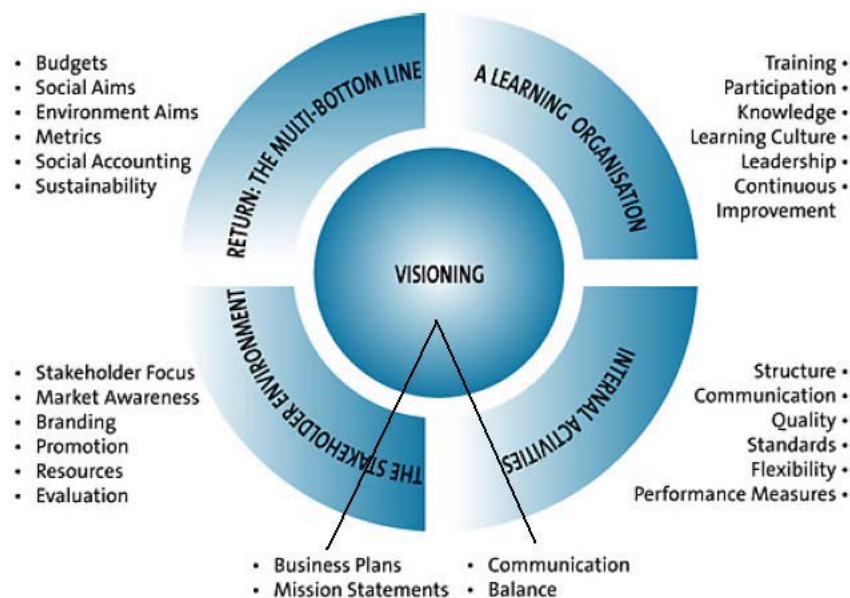 • Budgets
• Social Aims
• Environment Aims
• Metrics
• Social Accounting
• Sustainability
RETURN: THE MULTI-BOTTOM LINE
A LEARNING ORGANISATION
Training •
Participation •
Knowledge •
Learning Culture •
Leadership •
Continuous •
Improvement
VISIONING
• Stakeholder Focus
• Market Awareness
• Branding
• Promotion
• Resources
• Evaluation
THE STAKEHOLDER ENVIRONMENT
INTERNAL ACTIVITIES
Structure •
Communication •
Quality •
Standards •
Flexibility •
Performance Measures •
• Business Plans
• Mission Statements
• Communication
• Balance